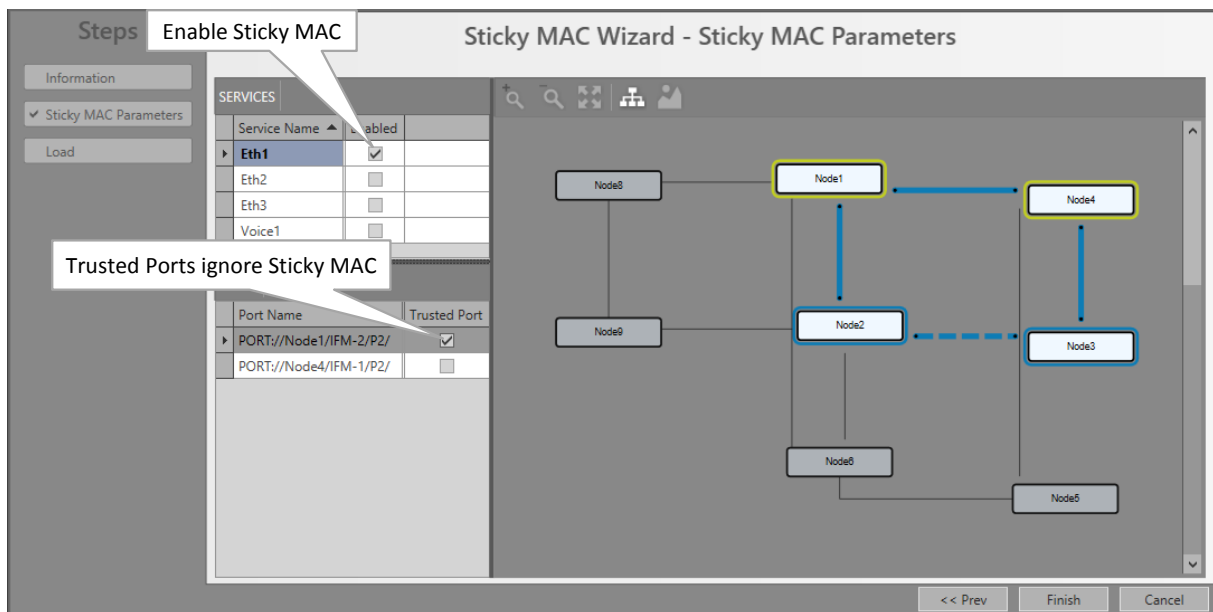 Steps
Enable Sticky MAC
Sticky MAC Wizard - Sticky MAC Parameters
Information
Sticky MAC Parameters
Load
SERVICES
Service Name
Eth1
Eth2
Eth3
Voice1
Trusted Ports ignore Sticky MAC
Port Name Trusted Port
PORT://Node1/IFM-2/P2/
PORT://Node4/IFM-1/P2/
Node8
Node1
Node4
Node9
Node2
Node3
Node6
Node5
<< Prev Finish Cancel